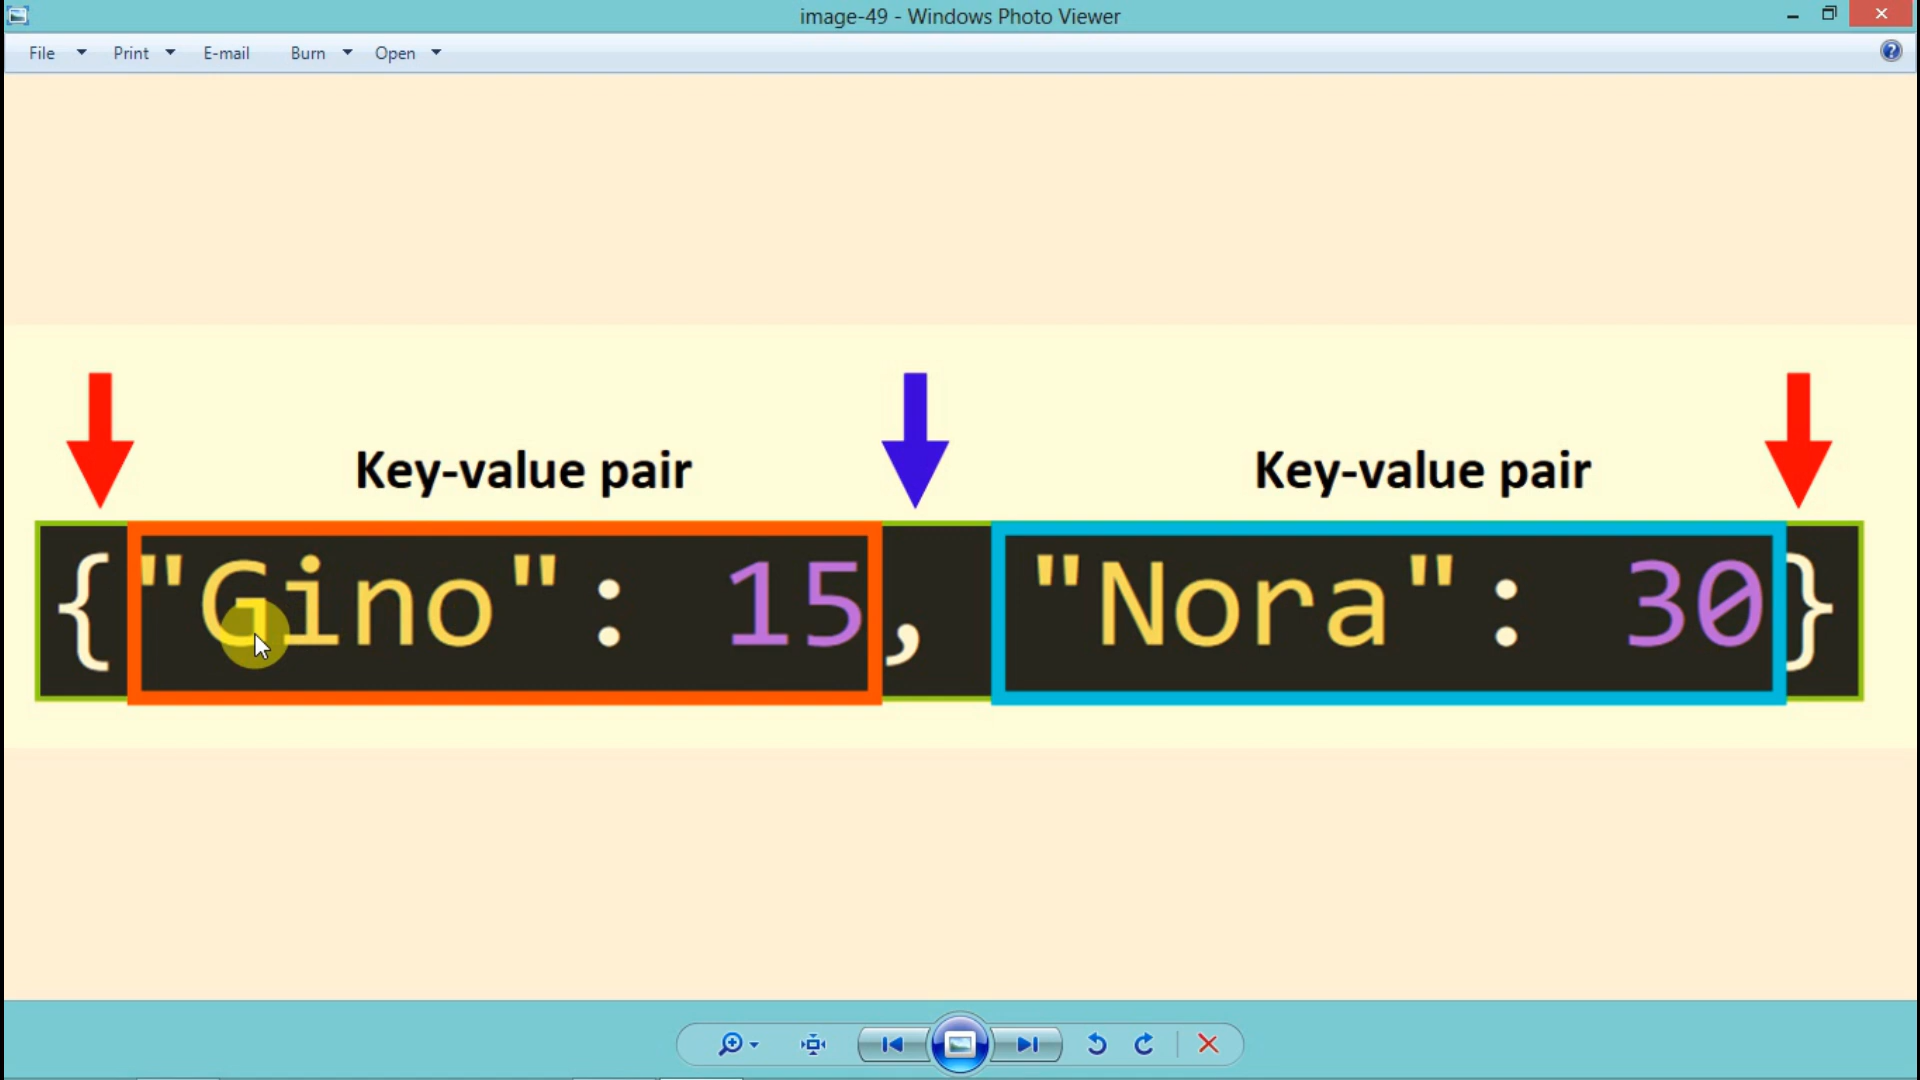 image-49 - Windows Photo Viewer
File Print E-mail Burn Open
Key-value pair Key-value pair
{"Gino": 15, "Nora": 30}